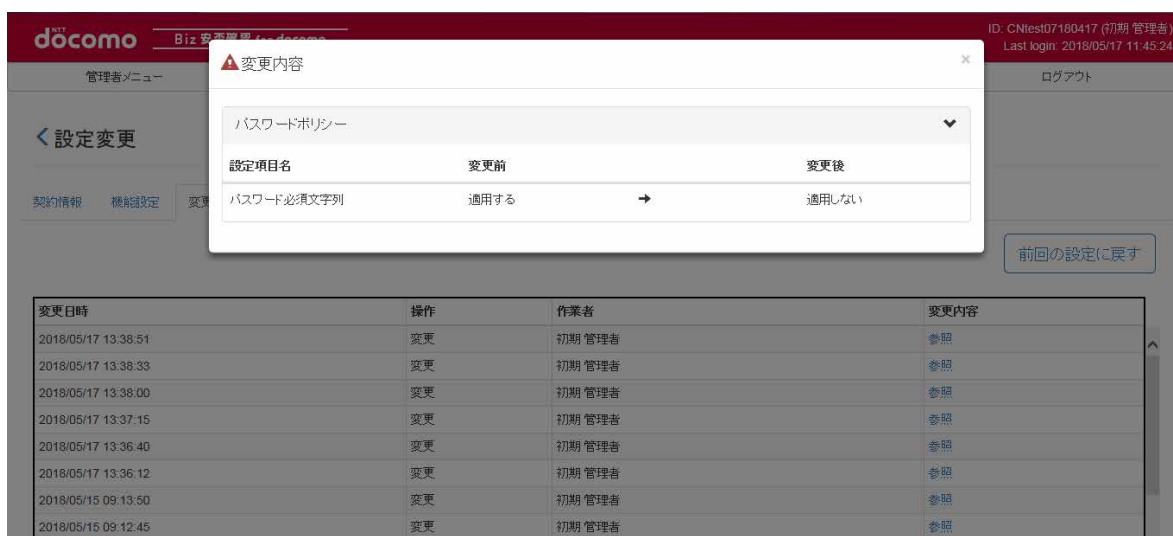 NTT
döcomo
Biz 安否確認 for docomo
ID: CNtest07180417 (初期 管理者)
Last login: 2018/05/17 11:45:24
管理者メニュー
ログアウト
変更内容
×
パスワードポリシー
設定項目名 変更前 変更後
パスワード必須文字列 適用する → 適用しない
設定変更
契約情報 機能設定 変更
前回の設定に戻す
変更日時 操作 作業者 変更内容
2018/05/17 13:38:51 変更 初期 管理者 参照
2018/05/17 13:38:33 変更 初期 管理者 参照
2018/05/17 13:38:00 変更 初期 管理者 参照
2018/05/17 13:37:15 変更 初期 管理者 参照
2018/05/17 13:36:40 変更 初期 管理者 参照
2018/05/17 13:36:12 変更 初期 管理者 参照
2018/05/15 09:13:50 変更 初期 管理者 参照
2018/05/15 09:12:45 変更 初期 管理者 参照